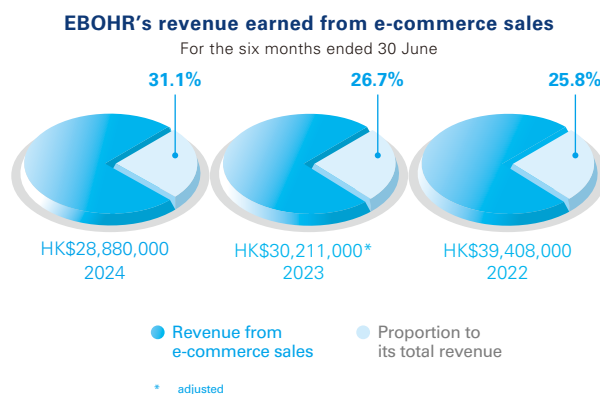 EBOHR's revenue earned from e-commerce sales
For the six months ended 30 June
31.1%
26.7%
25.8%
HK$28,880,000
2024
HK$30,211,000*
2023
HK$39,408,000
2022
Revenue from
e-commerce sales
Proportion to
its total revenue
* adjusted